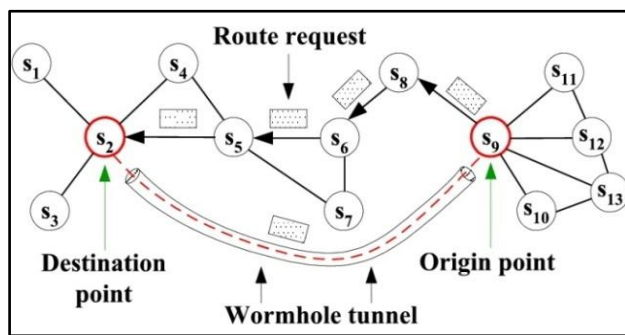 Route request
s1
s4
s8
s11
s2
s5
s6
s9
s12
s3
s7
s10
s13
Destination
point
Origin point
Wormhole tunnel